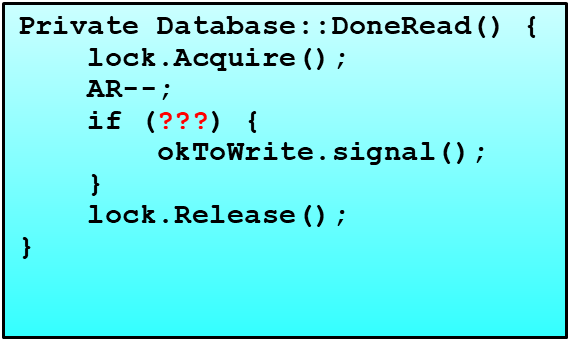 Private Database::DoneRead() {
lock.Acquire();
AR--;
if (???) {
okToWrite.signal();
}
lock.Release();
}